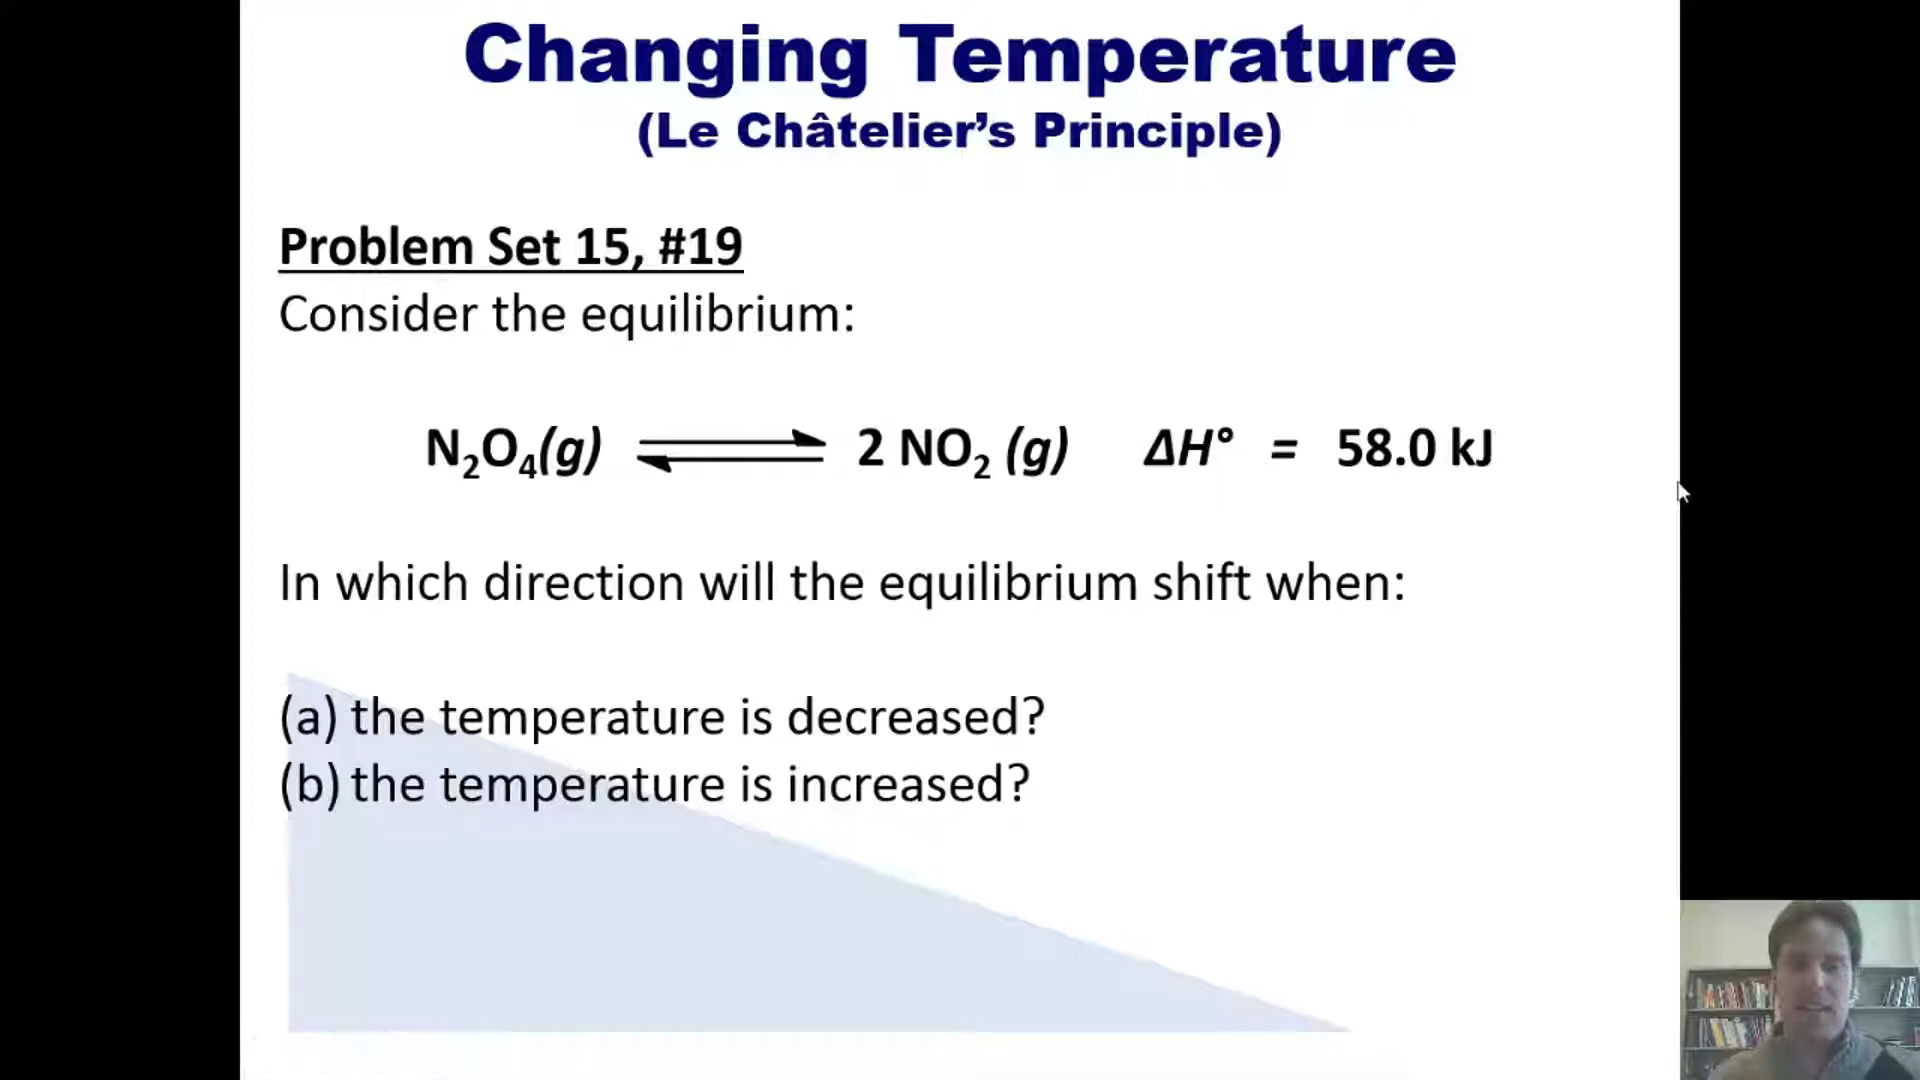 Changing Temperature
(Le Châtelier’s Principle)
Problem Set 15, #19
Consider the equilibrium:
N₂O₄(g) ⇌ 2 NO₂ (g) ΔH° = 58.0 kJ
In which direction will the equilibrium shift when:
(a) the temperature is decreased?
(b) the temperature is increased?